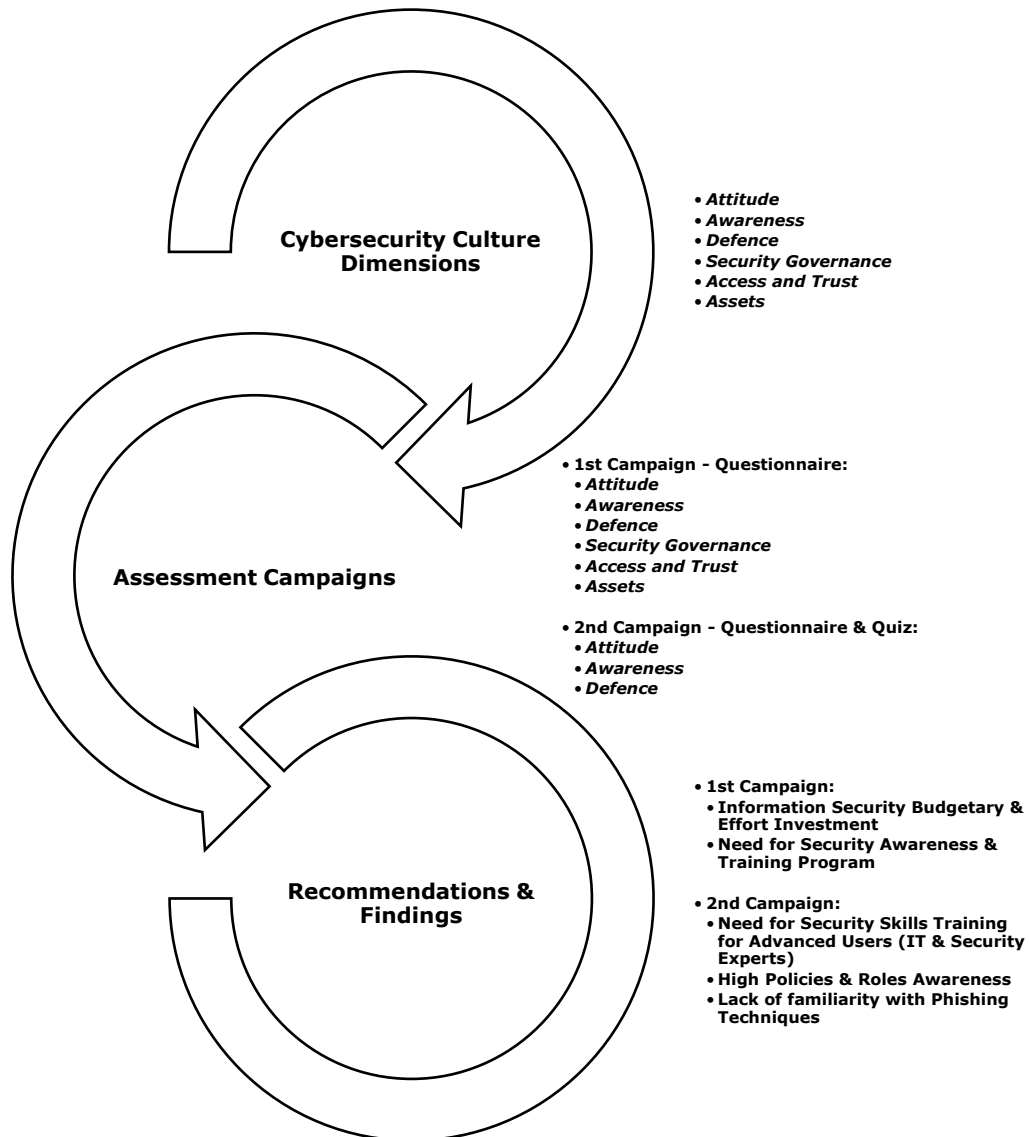 Cybersecurity Culture
Dimensions
• Attitude
• Awareness
• Defence
• Security Governance
• Access and Trust
• Assets
Assessment Campaigns
• 1st Campaign - Questionnaire:
• Attitude
• Awareness
• Defence
• Security Governance
• Access and Trust
• Assets
• 2nd Campaign - Questionnaire & Quiz:
• Attitude
• Awareness
• Defence
Recommendations &
Findings
• 1st Campaign:
• Information Security Budgetary &
Effort Investment
• Need for Security Awareness &
Training Program
• 2nd Campaign:
• Need for Security Skills Training
for Advanced Users (IT & Security
Experts)
• High Policies & Roles Awareness
• Lack of familiarity with Phishing
Techniques